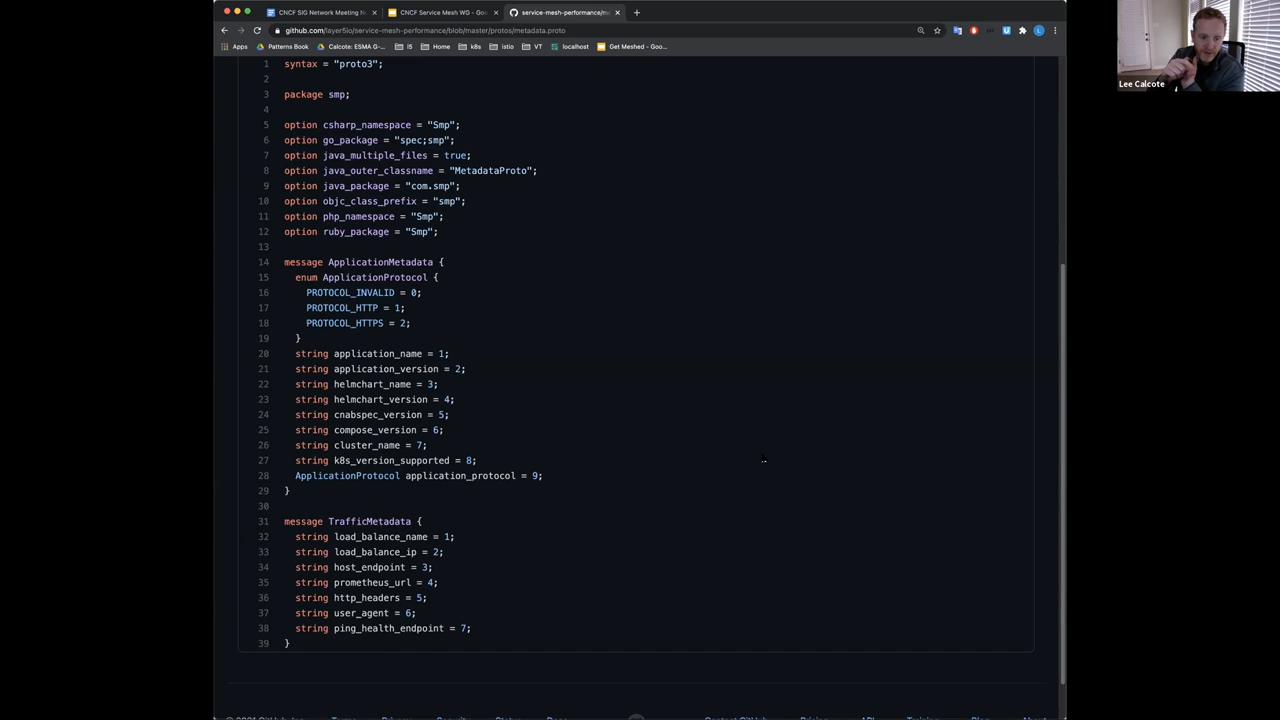 CNCF SIG Network Meeting N
CNCF Service Mesh WG - Goo
service-mesh-performance/m
github.com/layer5io/service-mesh-performance/blob/master/protos/metadata.proto
Apps Patterns Book Calcote: ESMA G-... l5 Home k8s istio VT localhost Get Meshed - Goo...
Lee Calcote
1 syntax = "proto3";
2
3 package smp;
4
5 option csharp_namespace = "Smp";
6 option go_package = "spec;smp";
7 option java_multiple_files = true;
8 option java_outer_classname = "MetadataProto";
9 option java_package = "com.smp";
10 option objc_class_prefix = "smp";
11 option php_namespace = "Smp";
12 option ruby_package = "Smp";
13
14 message ApplicationMetadata {
15 enum ApplicationProtocol {
16 PROTOCOL_INVALID = 0;
17 PROTOCOL_HTTP = 1;
18 PROTOCOL_HTTPS = 2;
19 }
20 string application_name = 1;
21 string application_version = 2;
22 string helmchart_name = 3;
23 string helmchart_version = 4;
24 string cnabspec_version = 5;
25 string compose_version = 6;
26 string cluster_name = 7;
27 string k8s_version_supported = 8;
28 ApplicationProtocol application_protocol = 9;
29 }
30
31 message TrafficMetadata {
32 string load_balance_name = 1;
33 string load_balance_ip = 2;
34 string host_endpoint = 3;
35 string prometheus_url = 4;
36 string http_headers = 5;
37 string user_agent = 6;
38 string ping_health_endpoint = 7;
39 }